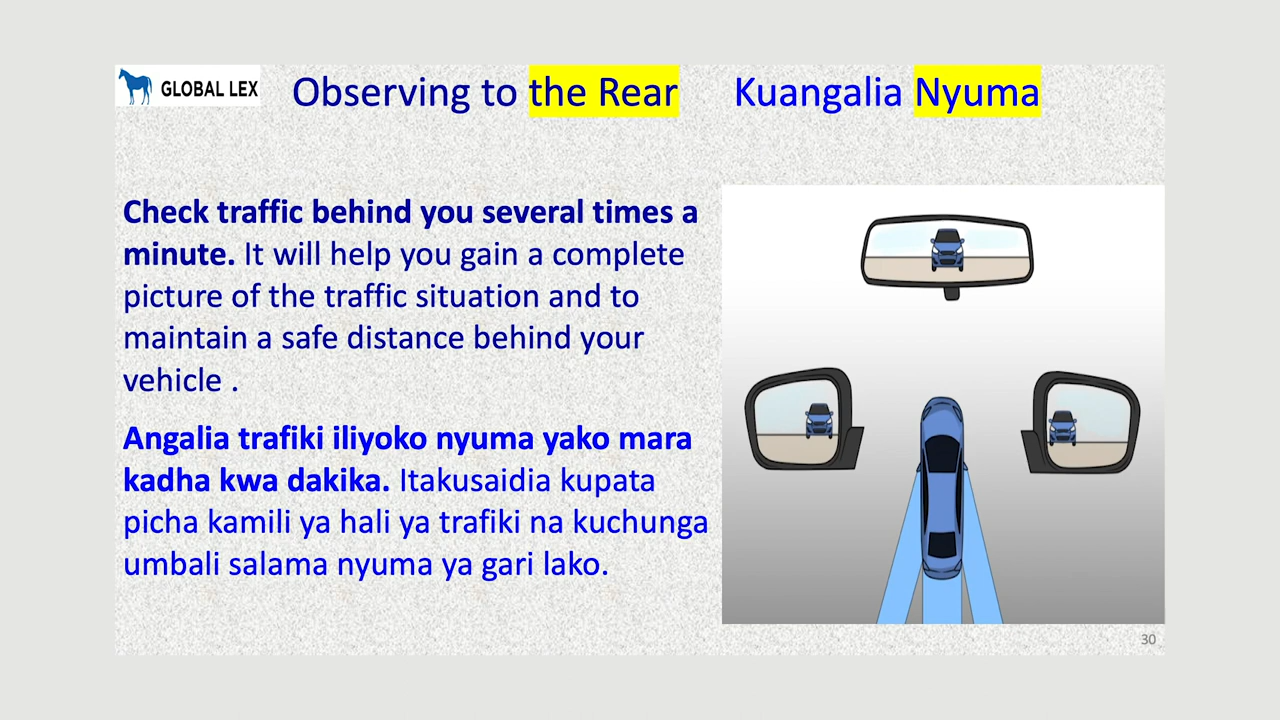 GLOBAL LEX
Observing to the Rear Kuangalia Nyuma
Check traffic behind you several times a
minute. It will help you gain a complete
picture of the traffic situation and to
maintain a safe distance behind your
vehicle .
Angalia trafiki iliyoko nyuma yako mara
kadha kwa dakika. Itakusaidia kupata
picha kamili ya hali ya trafiki na kuchunga
umbali salama nyuma ya gari lako.
30